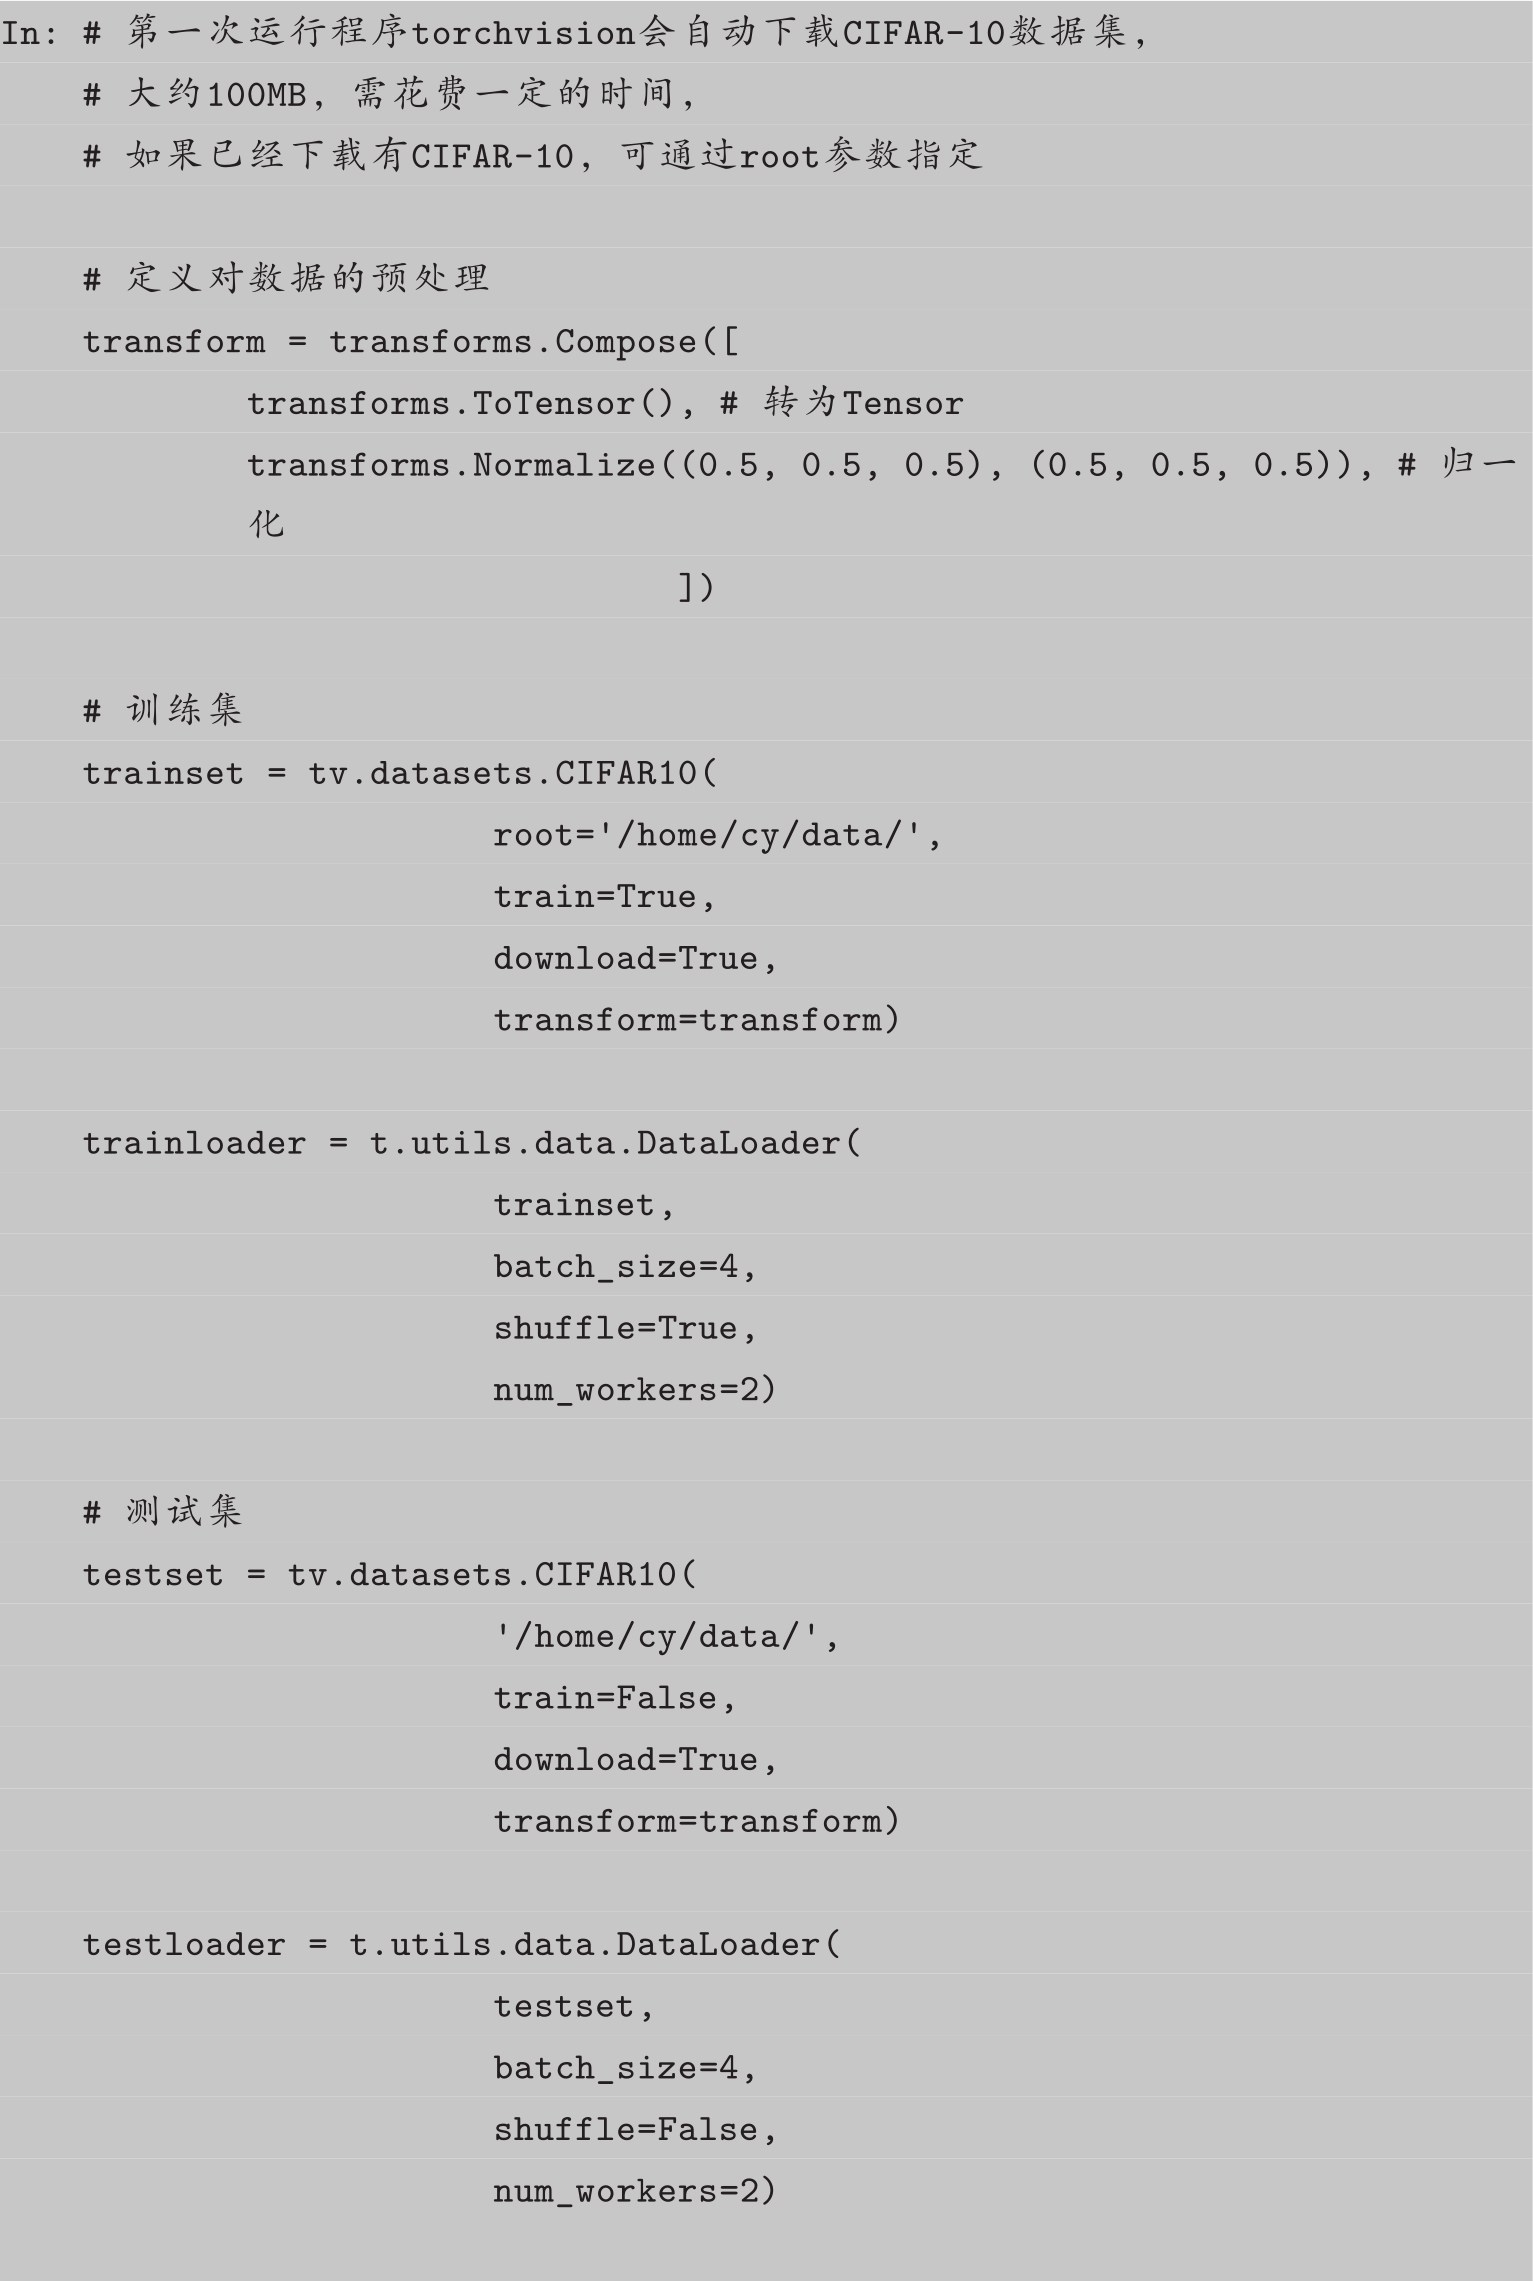 In: # 第一次运行程序torchvision会自动下载CIFAR-10数据集,
# 大约100MB, 需花费一定的时间,
# 如果已经下载有CIFAR-10, 可通过root参数指定
# 定义对数据的预处理
transform = transforms.Compose([
transforms.ToTensor(), # 转为Tensor
transforms.Normalize((0.5, 0.5, 0.5), (0.5, 0.5, 0.5)), # 归一
化
])
# 训练集
trainset = tv.datasets.CIFAR10(
root='/home/cy/data/',
train=True,
download=True,
transform=transform)
trainloader = t.utils.data.DataLoader(
trainset,
batch_size=4,
shuffle=True,
num_workers=2)
# 测试集
testset = tv.datasets.CIFAR10(
'/home/cy/data/',
train=False,
download=True,
transform=transform)
testloader = t.utils.data.DataLoader(
testset,
batch_size=4,
shuffle=False,
num_workers=2)